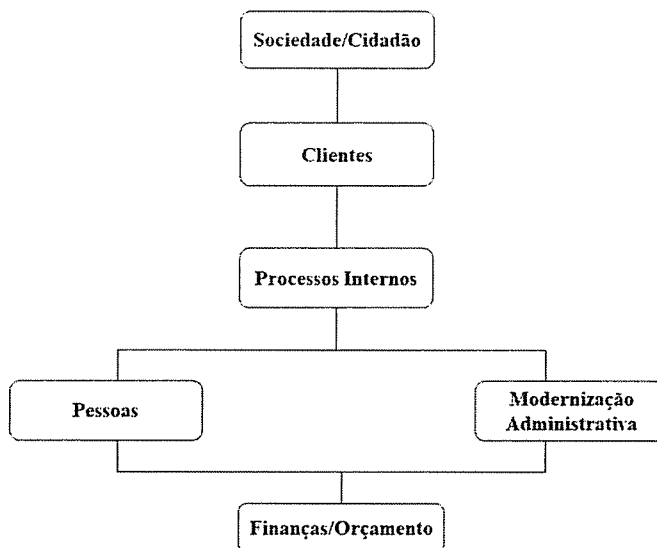 Sociedade/Cidadão
Clientes
Processos Internos
Pessoas
Modernização
Administrativa
Finanças/Orçamento